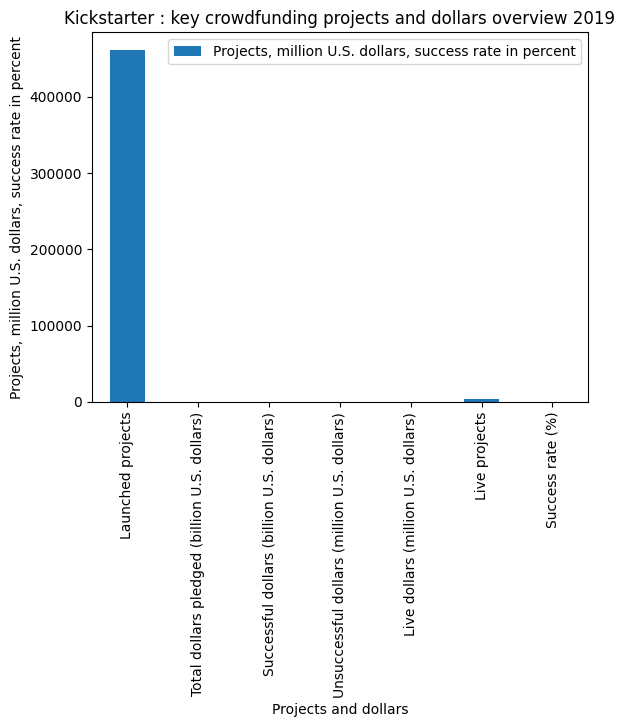 Kickstarter : key crowdfunding projects and dollars overview 2019
Projects, million U.S. dollars, success rate in percent
Projects, million U.S. dollars, success rate in percent
400000
300000
200000
100000
0
Launched projects
Total dollars pledged (billion U.S. dollars)
Successful dollars (billion U.S. dollars)
Unsuccessful dollars (million U.S. dollars)
Live dollars (million U.S. dollars)
Live projects
Success rate (%)
Projects and dollars